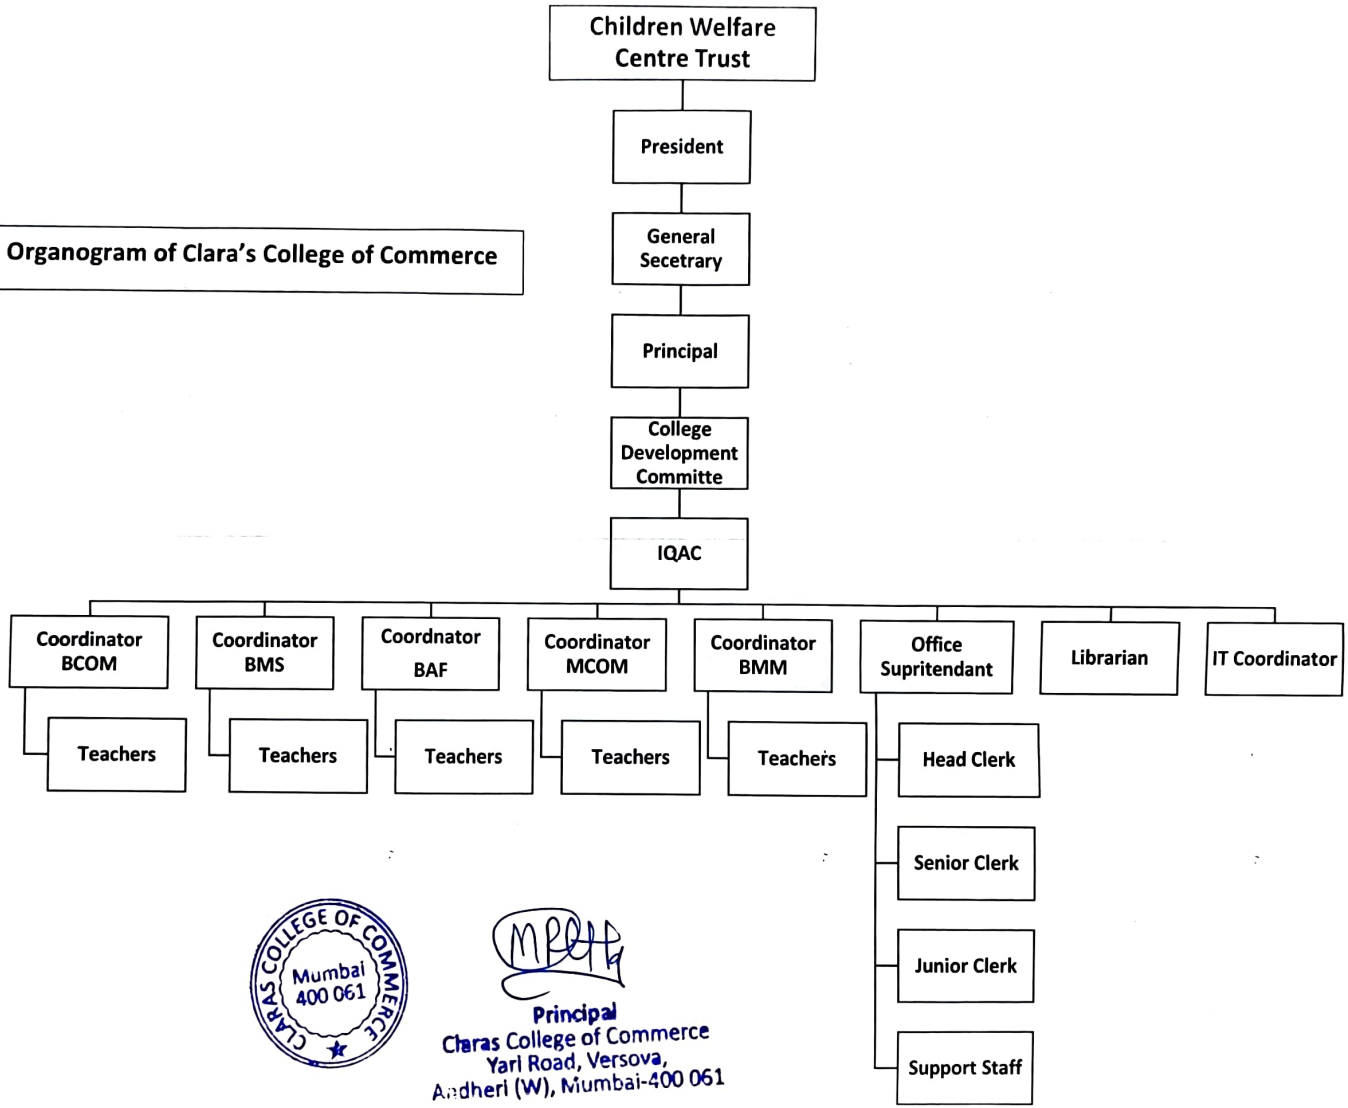 Children Welfare
Centre Trust
President
Organogram of Clara's College of Commerce
General
Secetrary
Principal
College
Development
Committe
IQAC
Coordinator
BCOM
Coordinator
BMS
Coordnator
BAF
Coordinator
MCOM
Coordinator
BMM
Office
Supritendant
Librarian
IT Coordinator
Teachers
Teachers
Teachers
Teachers
Teachers
Head Clerk
Senior Clerk
Junior Clerk
Support Staff
CLARAS COLLEGE OF COMMERCE
Mumbai
400 061
Principal
Claras College of Commerce
Yari Road, Versova,
Andheri (W), Mumbai-400 061